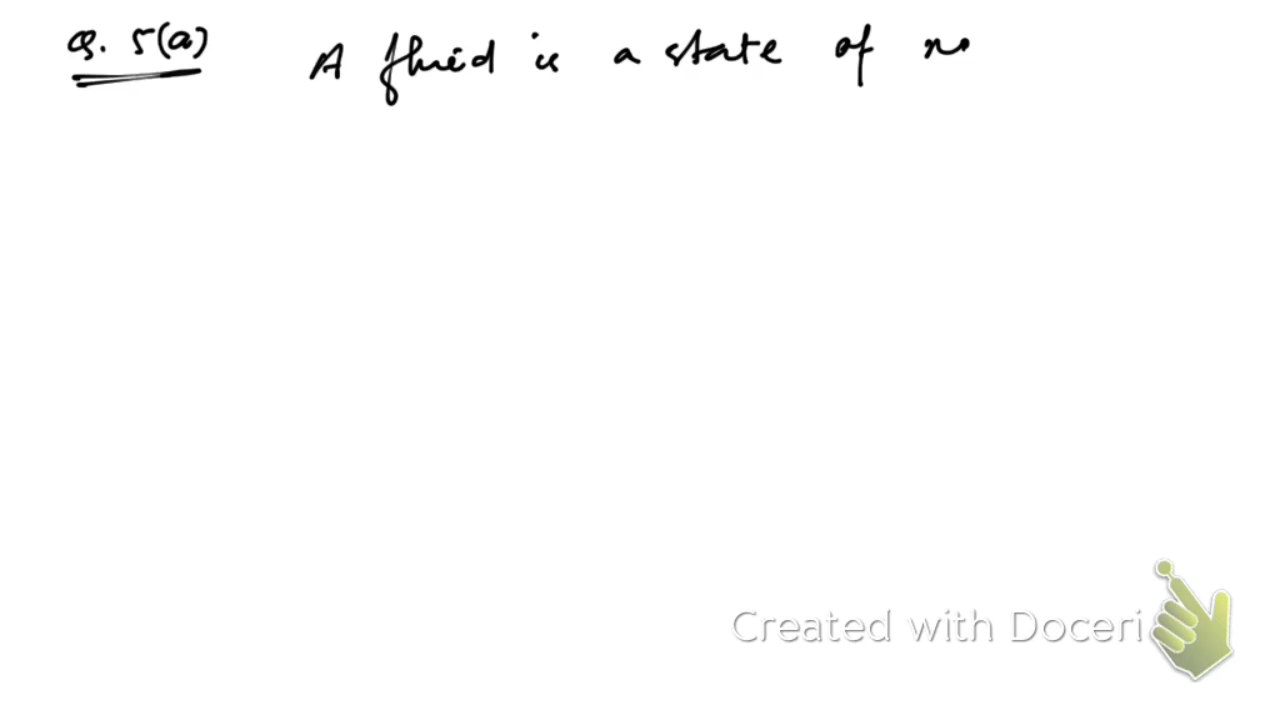 Q. 5(a) A fluid is a state of
Created with Doceri